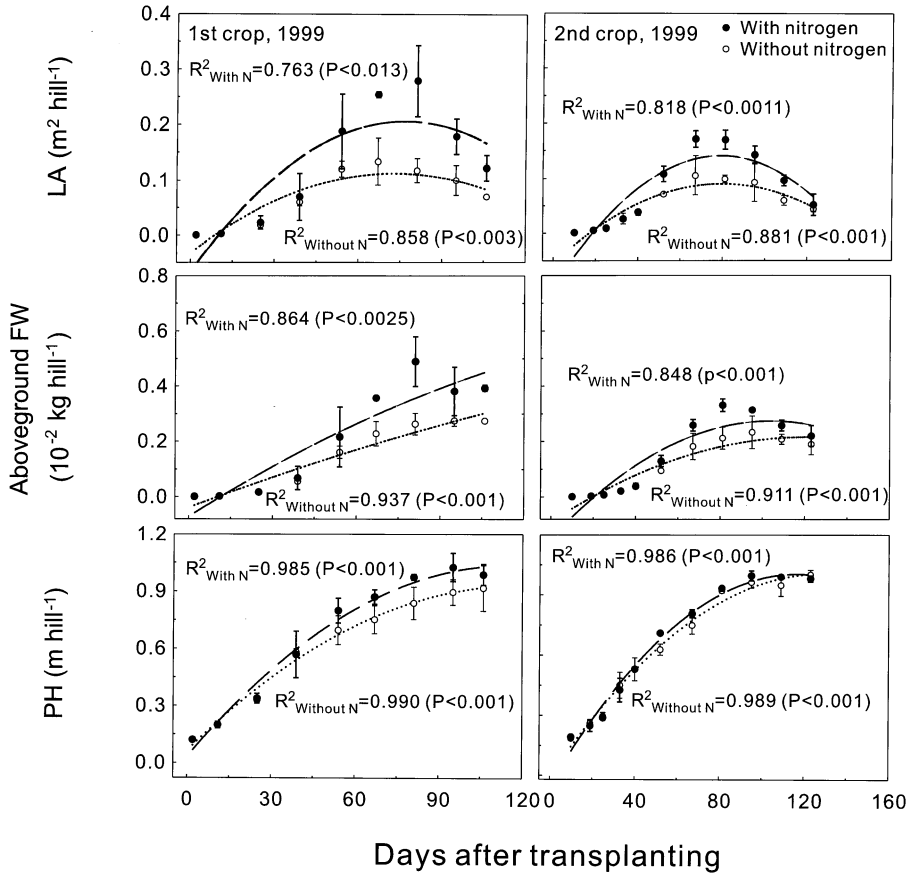 0.4
0.3
0.2
0.1
0.0
LA (m² hill⁻¹)
1st crop, 1999
R²With N=0.763 (P<0.013)
R²Without N=0.858 (P<0.003)
2nd crop, 1999
With nitrogen
Without nitrogen
R²With N=0.818 (P<0.0011)
R²Without N=0.881 (P<0.001)
0.8
0.6
0.4
0.2
0.0
Aboveground FW
(10⁻² kg hill⁻¹)
R²With N=0.864 (P<0.0025)
R²Without N=0.937 (P<0.001)
R²With N=0.848 (p<0.001)
R²Without N=0.911 (P<0.001)
1.2
0.9
0.6
0.3
0.0
PH (m hill⁻¹)
R²With N=0.985 (P<0.001)
R²Without N=0.990 (P<0.001)
R²With N=0.986 (P<0.001)
R²Without N=0.989 (P<0.001)
0 30 60 90 120 0 40 80 120 160
Days after transplanting